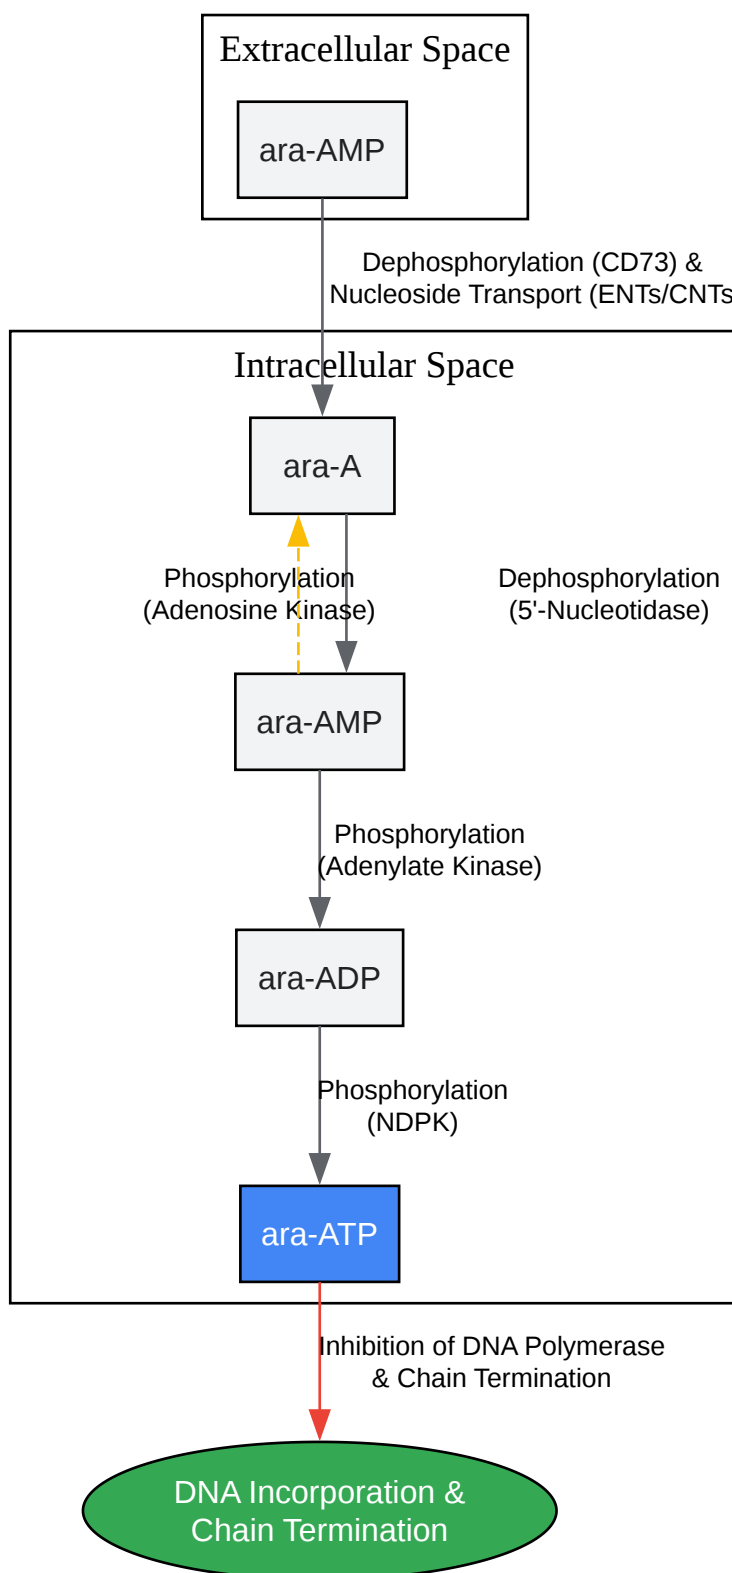 Extracellular Space
ara-AMP
Dephosphorylation (CD73) &
Nucleoside Transport (ENTs/CNTs
Intracellular Space
ara-A
Phosphorylation
(Adenosine Kinase)
Dephosphorylation
(5'-Nucleotidase)
ara-AMP
Phosphorylation
(Adenylate Kinase)
ara-ADP
Phosphorylation
(NDPK)
ara-ATP
Inhibition of DNA Polymerase
& Chain Termination
DNA Incorporation &
Chain Termination